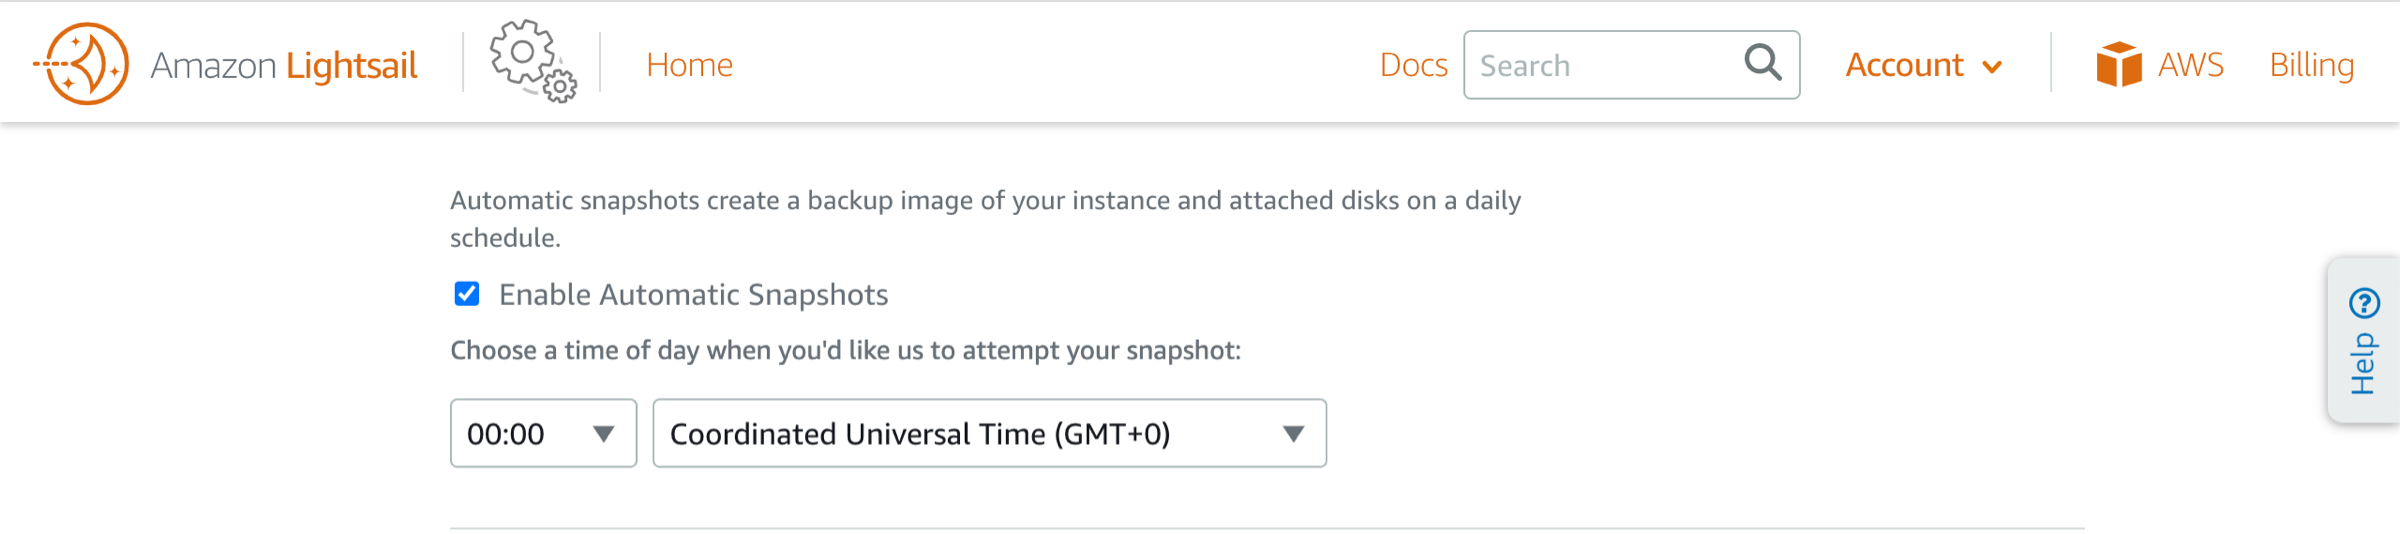 Amazon Lightsail Home Docs Search Account AWS Billing
Automatic snapshots create a backup image of your instance and attached disks on a daily
schedule.
Enable Automatic Snapshots
Choose a time of day when you'd like us to attempt your snapshot:
00:00 Coordinated Universal Time (GMT+0)
Help